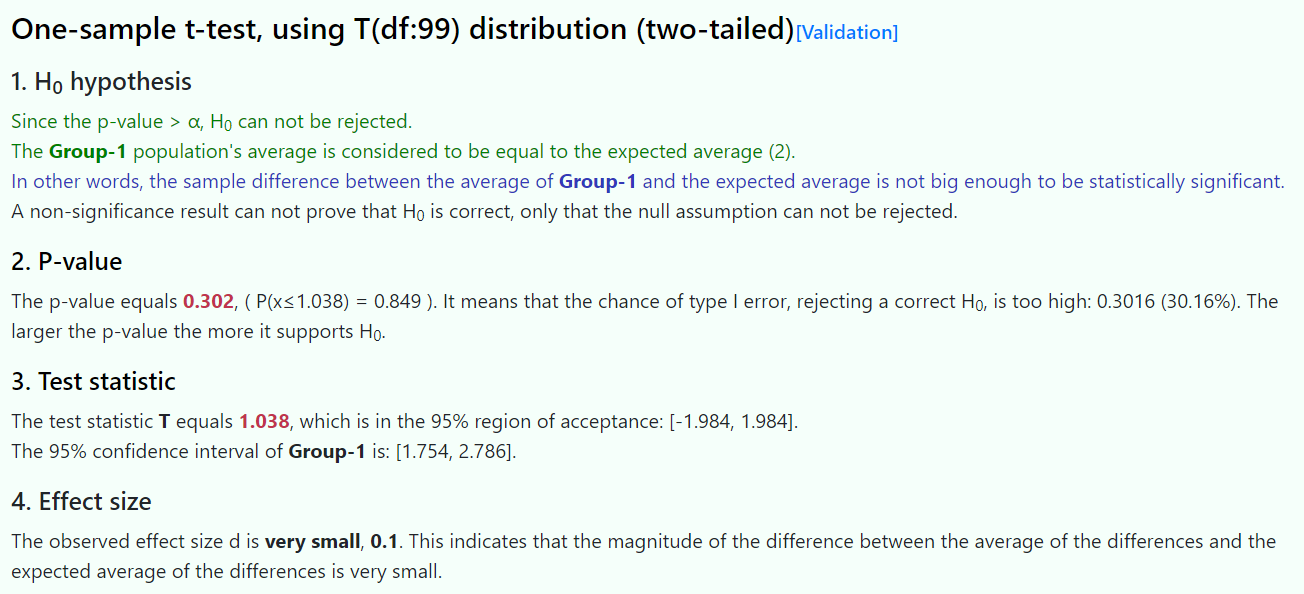 One-sample t-test, using T(df:99) distribution (two-tailed)[Validation]
1. H₀ hypothesis
Since the p-value > α, H₀ can not be rejected.
The Group-1 population's average is considered to be equal to the expected average (2).
In other words, the sample difference between the average of Group-1 and the expected average is not big enough to be statistically significant.
A non-significance result can not prove that H₀ is correct, only that the null assumption can not be rejected.
2. P-value
The p-value equals 0.302, ( P(x≤1.038) = 0.849 ). It means that the chance of type I error, rejecting a correct H₀, is too high: 0.3016 (30.16%). The
larger the p-value the more it supports H₀.
3. Test statistic
The test statistic T equals 1.038, which is in the 95% region of acceptance: [-1.984, 1.984].
The 95% confidence interval of Group-1 is: [1.754, 2.786].
4. Effect size
The observed effect size d is very small, 0.1. This indicates that the magnitude of the difference between the average of the differences and the
expected average of the differences is very small.